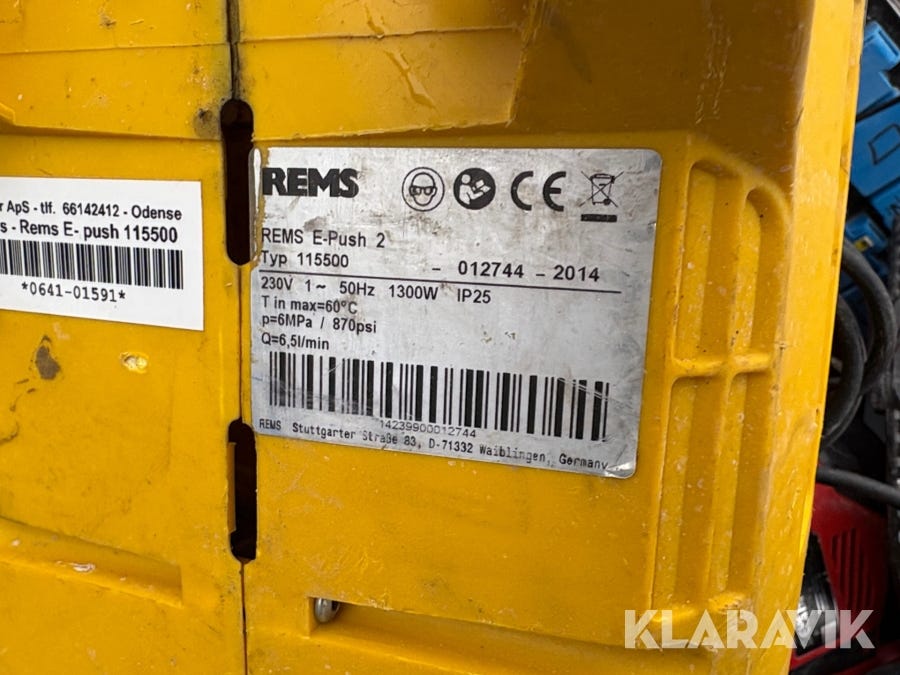 r ApS - tlf. 66142412 - Odense
s - Rems E- push 115500
*0641-01591*
REMS
CE
REMS E-Push 2
Typ 115500 - 012744 - 2014
230V 1~ 50Hz 1300W IP25
T in max=60°C
p=6MPa / 870psi
Q=6,5l/min
14239900012744
REMS Stuttgarter Straße 83, D-71332 Waiblingen, Germany
KLARAVIK